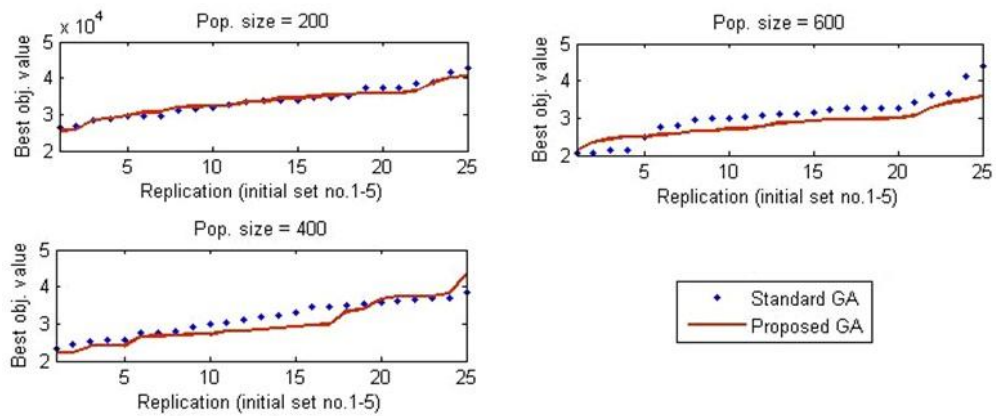 x 10⁴
Pop. size = 200
Best obj. value
5
4
3
2
5 10 15 20 25
Replication (initial set no.1-5)
Pop. size = 600
Best obj. value
5
4
3
2
5 10 15 20 25
Replication (initial set no.1-5)
Pop. size = 400
Best obj. value
5
4
3
2
5 10 15 20 25
Replication (initial set no.1-5)
Standard GA
Proposed GA